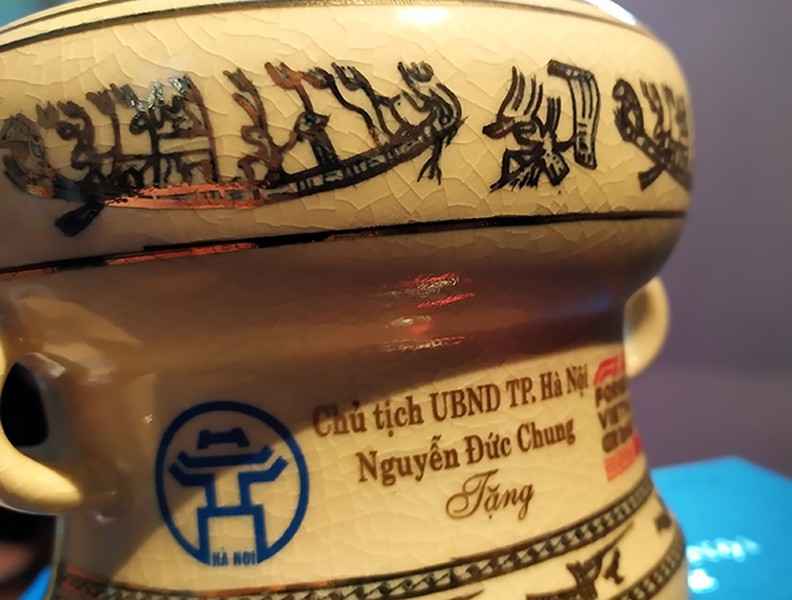 Chủ tịch UBND TP. Hà Nội
Nguyễn Đức Chung
Tặng
HÀ NỘI